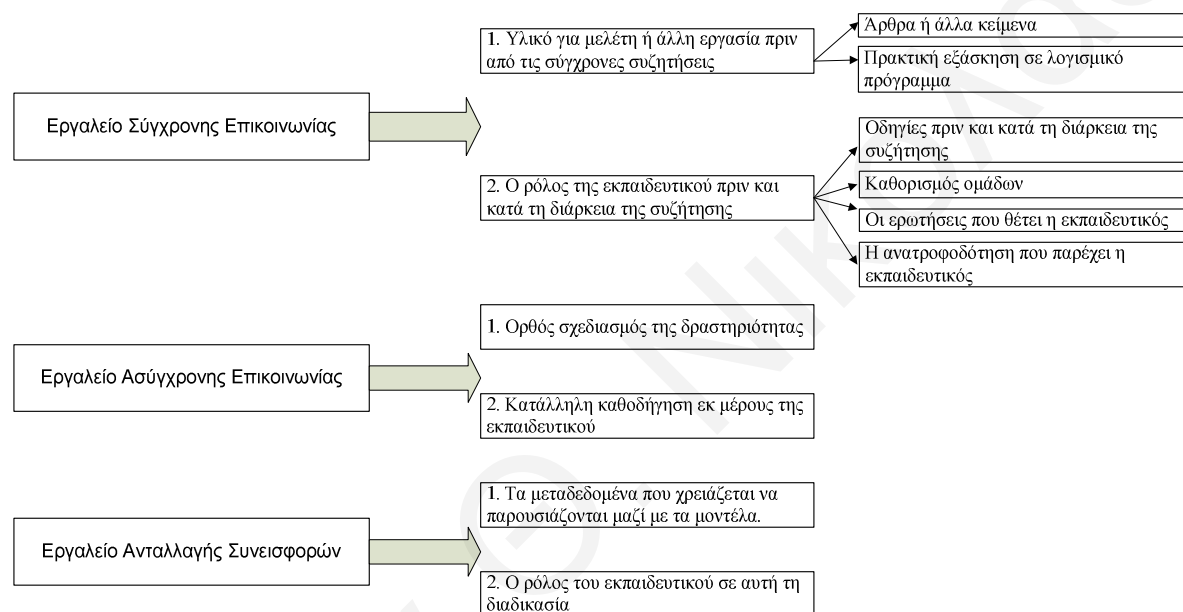 Εργαλείο Σύγχρονης Επικοινωνίας
1. Υλικό για μελέτη ή άλλη εργασία πριν
από τις σύγχρονες συζητήσεις
Άρθρα ή άλλα κείμενα
Πρακτική εξάσκηση σε λογισμικό
πρόγραμμα
2. Ο ρόλος της εκπαιδευτικού πριν και
κατά τη διάρκεια της συζήτησης
Οδηγίες πριν και κατά τη διάρκεια της
συζήτησης
Καθορισμός ομάδων
Οι ερωτήσεις που θέτει η εκπαιδευτικός
Η ανατροφοδότηση που παρέχει η
εκπαιδευτικός
Εργαλείο Ασύγχρονης Επικοινωνίας
1. Ορθός σχεδιασμός της δραστηριότητας
2. Κατάλληλη καθοδήγηση εκ μέρους της
εκπαιδευτικού
Εργαλείο Ανταλλαγής Συνεισφορών
1. Τα μεταδεδομένα που χρειάζεται να
παρουσιάζονται μαζί με τα μοντέλα.
2. Ο ρόλος του εκπαιδευτικού σε αυτή τη
διαδικασία